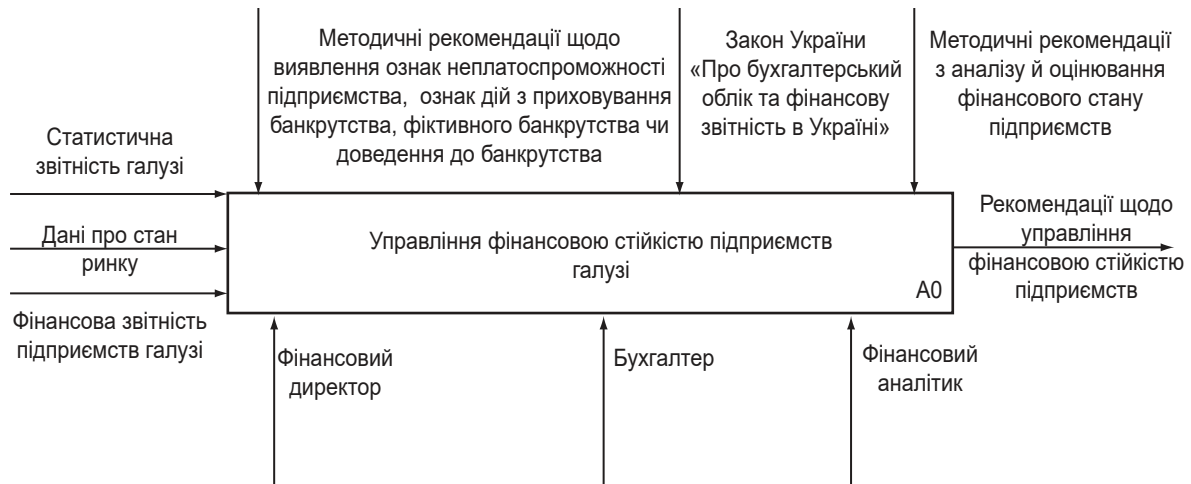 Методичні рекомендації щодо
виявлення ознак неплатоспроможності
підприємства, ознак дій з приховування
банкрутства, фіктивного банкрутства чи
доведення до банкрутства
Закон України
«Про бухгалтерський
облік та фінансову
звітність в Україні»
Методичні рекомендації
з аналізу й оцінювання
фінансового стану
підприємств
Статистична
звітність галузі
Дані про стан
ринку
Фінансова звітність
підприємств галузі
Управління фінансовою стійкістю підприємств
галузі
А0
Рекомендації щодо
управління
фінансовою стійкістю
підприємств
Фінансовий
директор
Бухгалтер
Фінансовий
аналітик